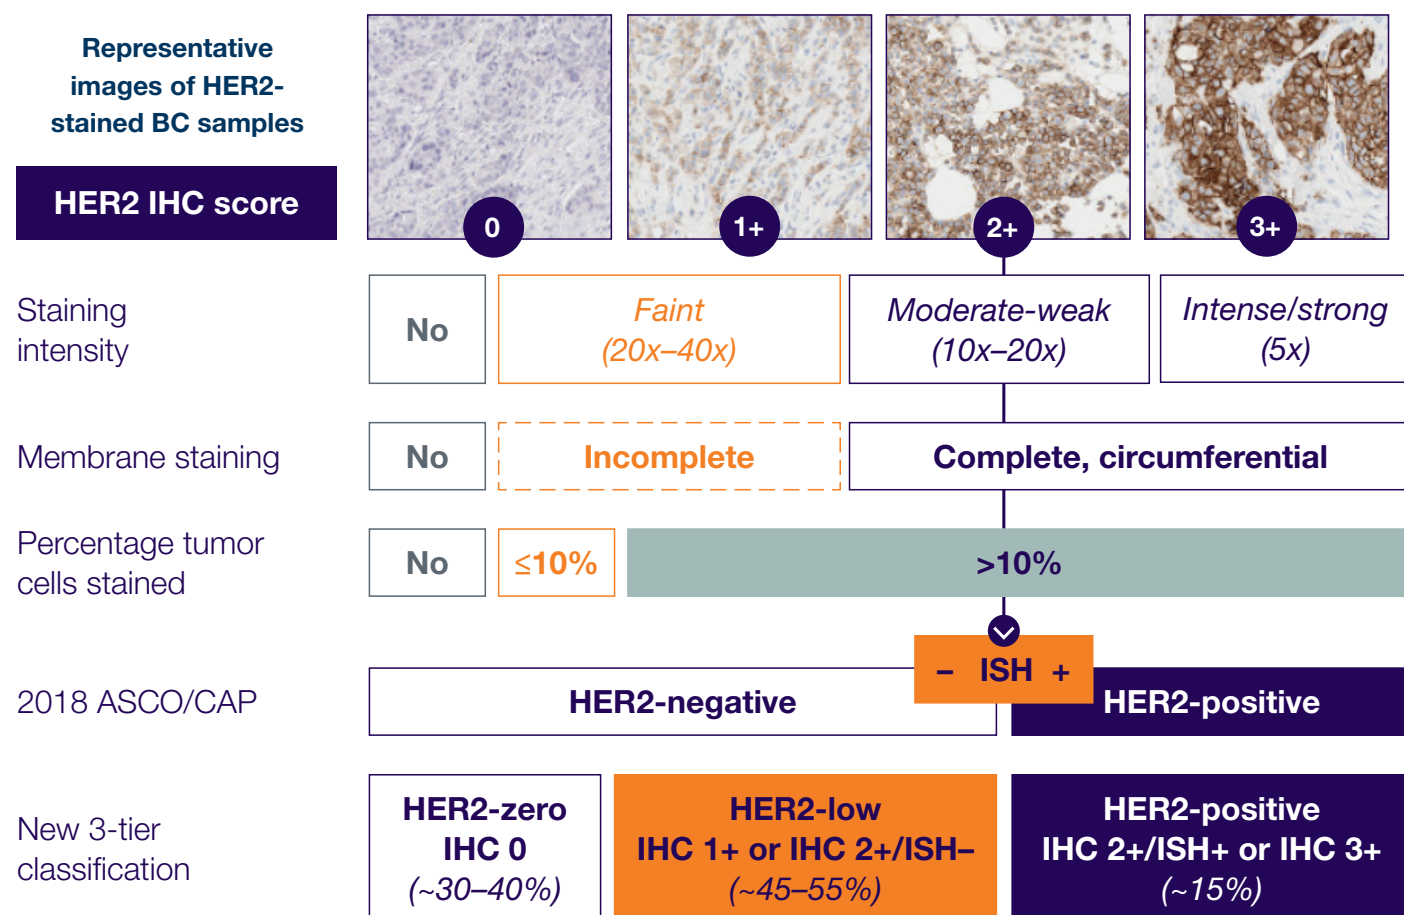 Representative
images of HER2-
stained BC samples
HER2 IHC score
0
1+
2+
3+
Staining
intensity
No
Faint
(20x–40x)
Moderate-weak
(10x–20x)
Intense/strong
(5x)
Membrane staining
No
Incomplete
Complete, circumferential
Percentage tumor
cells stained
No
≤10%
>10%
– ISH +
2018 ASCO/CAP
HER2-negative
HER2-positive
New 3-tier
classification
HER2-zero
IHC 0
(~30–40%)
HER2-low
IHC 1+ or IHC 2+/ISH–
(~45–55%)
HER2-positive
IHC 2+/ISH+ or IHC 3+
(~15%)